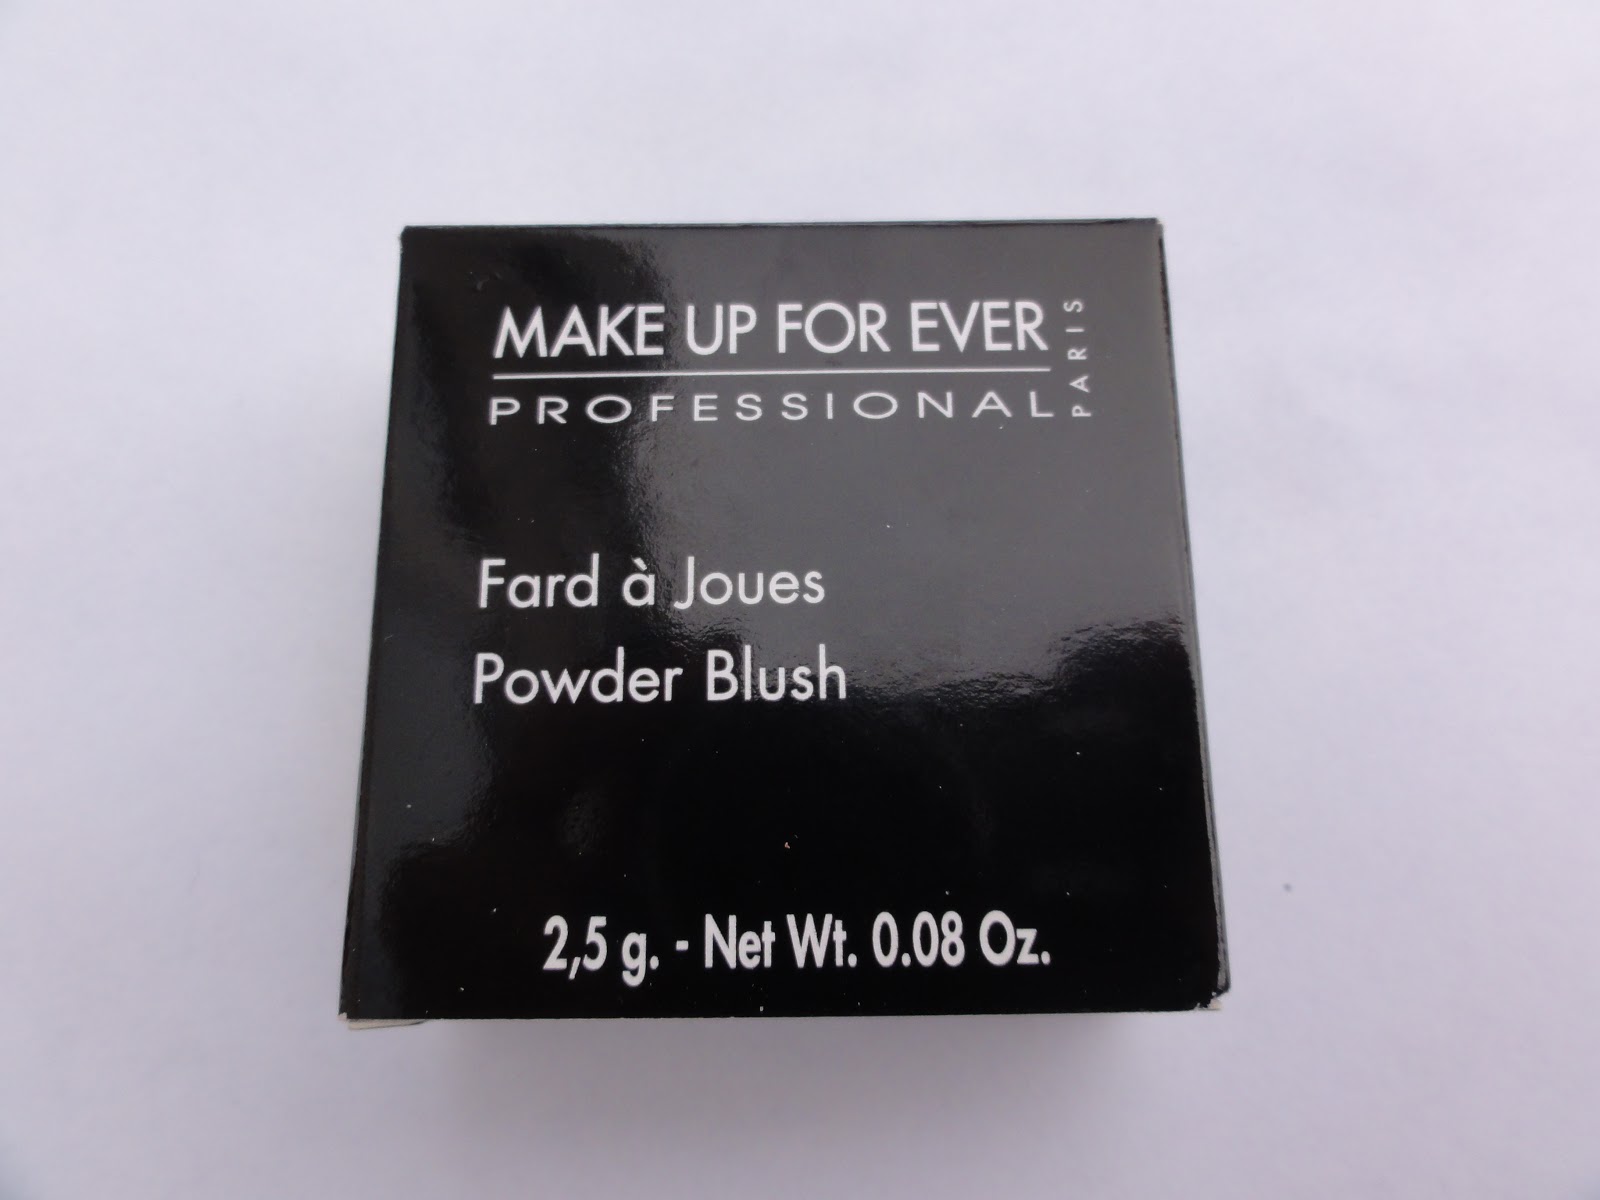 MAKE UP FOR EVER
PROFESSIONAL
PARIS
Fard à Joues
Powder Blush
2,5 g. - Net Wt. 0.08 Oz.